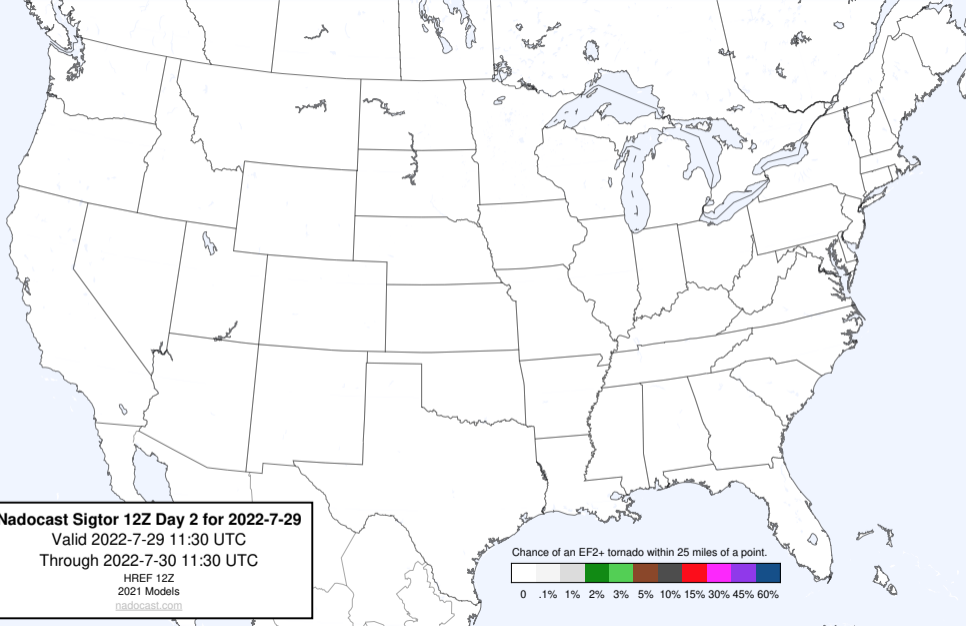 Nadocast Sigtor 12Z Day 2 for 2022-7-29
Valid 2022-7-29 11:30 UTC
Through 2022-7-30 11:30 UTC
HREF 12Z
2021 Models
nadocast.com
Chance of an EF2+ tornado within 25 miles of a point.
0 .1% 1% 2% 3% 5% 10% 15% 30% 45% 60%